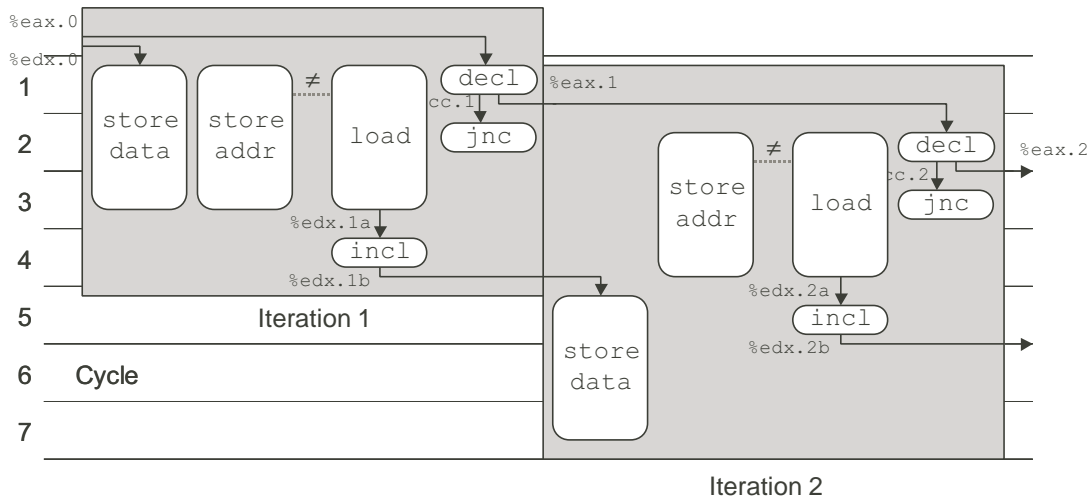 %eax.0
%edx.0
1
2
3
4
5
6
7
Cycle
store
data
store
addr
≠
load
decl
cc.1
jnc
%eax.1
%edx.1a
incl
%edx.1b
Iteration 1
store
data
store
addr
≠
load
decl
cc.2
jnc
%eax.2
%edx.2a
incl
%edx.2b
Iteration 2